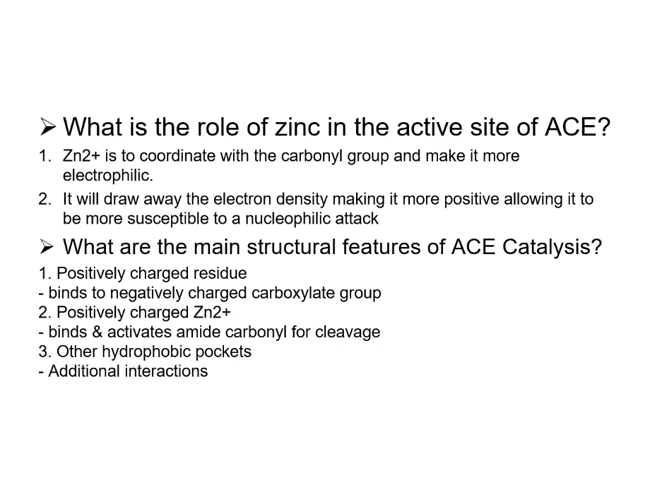 ➢ What is the role of zinc in the active site of ACE?
1. Zn2+ is to coordinate with the carbonyl group and make it more
electrophilic.
2. It will draw away the electron density making it more positive allowing it to
be more susceptible to a nucleophilic attack
➢ What are the main structural features of ACE Catalysis?
1. Positively charged residue
- binds to negatively charged carboxylate group
2. Positively charged Zn2+
- binds & activates amide carbonyl for cleavage
3. Other hydrophobic pockets
- Additional interactions